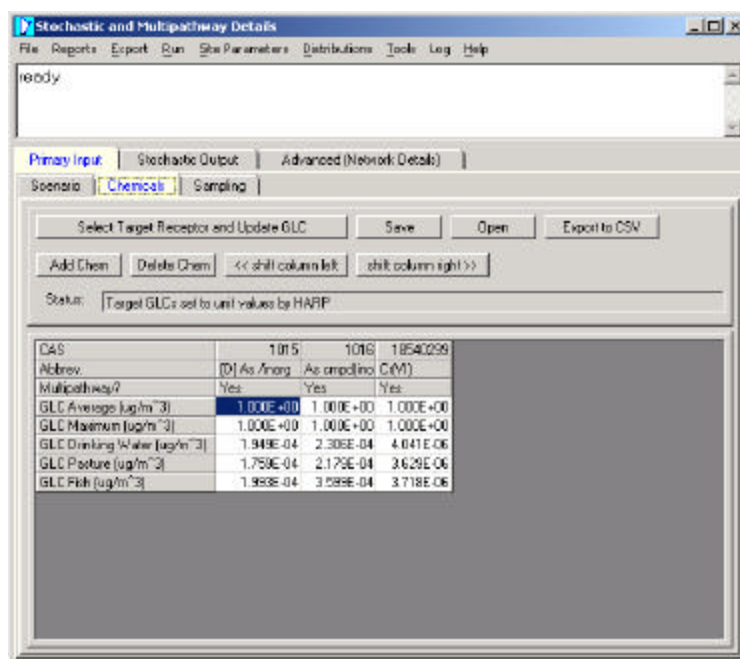 Stochastic and Multipathway Details
File Reports Export Run Site Parameters Distributions Tools Log Help
ready
Primary Input Stochastic Output Advanced (Network Details)
Scenario Chemicals Sampling
Select Target Receptor and Update GLC Save Open Export to CSV
Add Chem Delete Chem << shift column left shift column right >>
Status: Target GLCs set to unit values by HARP
CAS 1015 1016 18540299
Abbrev. [D] As /inorg As cmpd(ino Cr(VI)
Multipathway? Yes Yes Yes
GLC Average (ug/m^3) 1.000E+00 1.000E+00 1.000E+00
GLC Maximum (ug/m^3) 1.000E+00 1.000E+00 1.000E+00
GLC Drinking Water (ug/m^3) 1.949E-04 2.306E-04 4.041E-06
GLC Pasture (ug/m^3) 1.759E-04 2.179E-04 3.629E-06
GLC Fish (ug/m^3) 1.993E-04 3.599E-04 3.718E-06